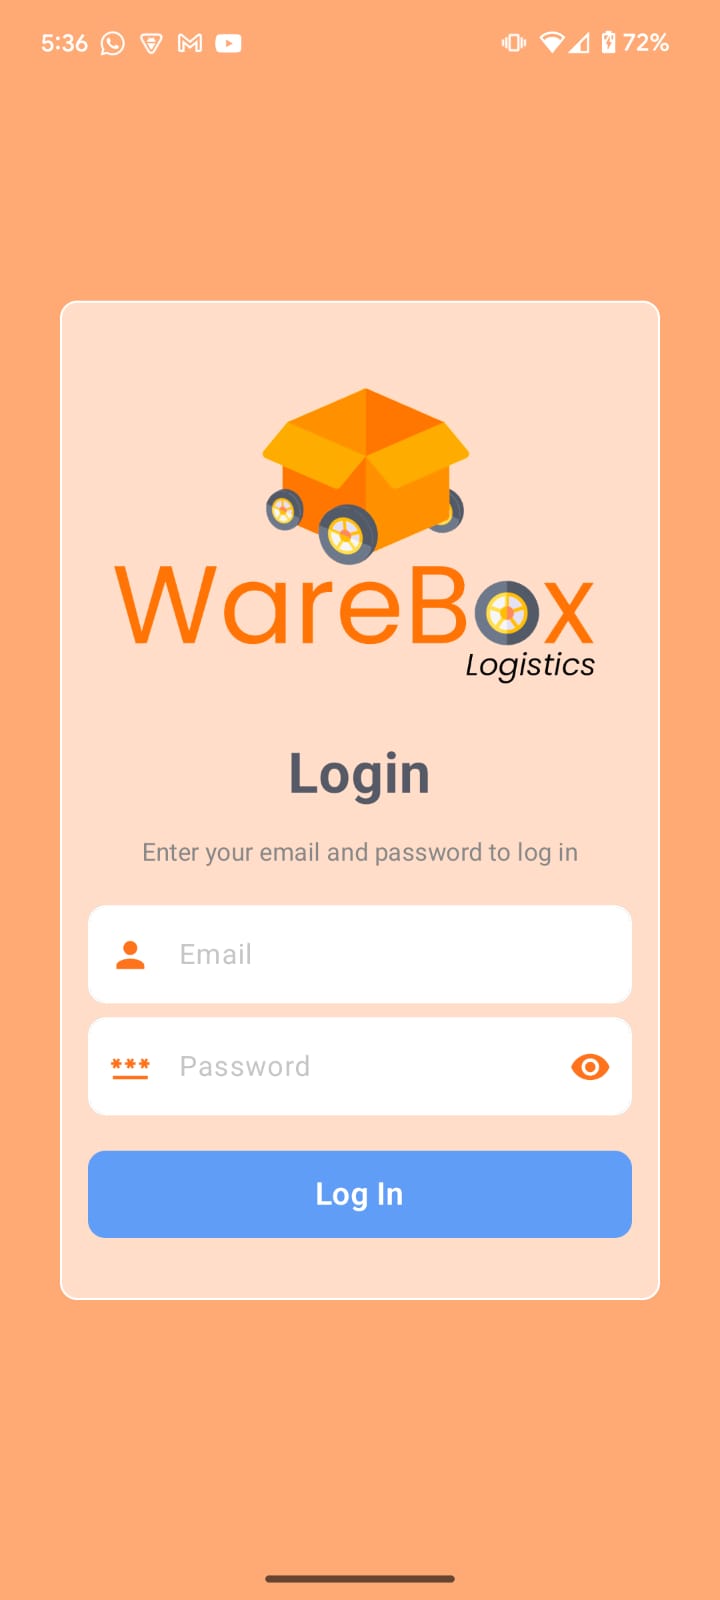 5:36 72%
WareBox
Logistics
Login
Enter your email and password to log in
Email
*** Password
Log In